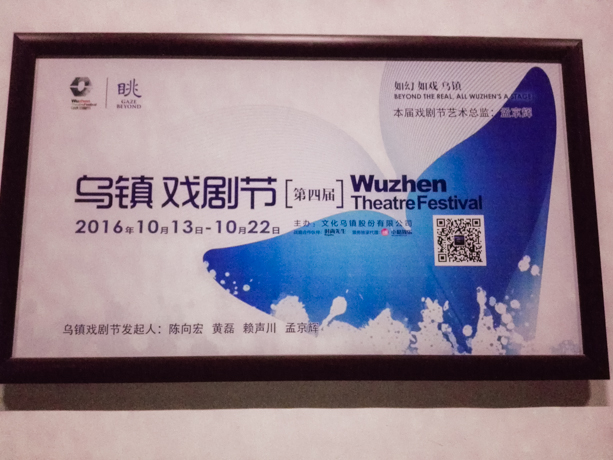 眺
GAZE
BEYOND
Wuzhen
如幻 如戏 乌镇
BEYOND THE REAL, ALL WUZHEN'S A STAGE
本届戏剧节艺术总监：孟京辉
乌镇 戏剧节 [第四届] Wuzhen
Theatre Festival
2016年10月13日-10月22日
主办：文化乌镇股份有限公司
乌镇戏剧节发起人：陈向宏 黄磊 赖声川 孟京辉